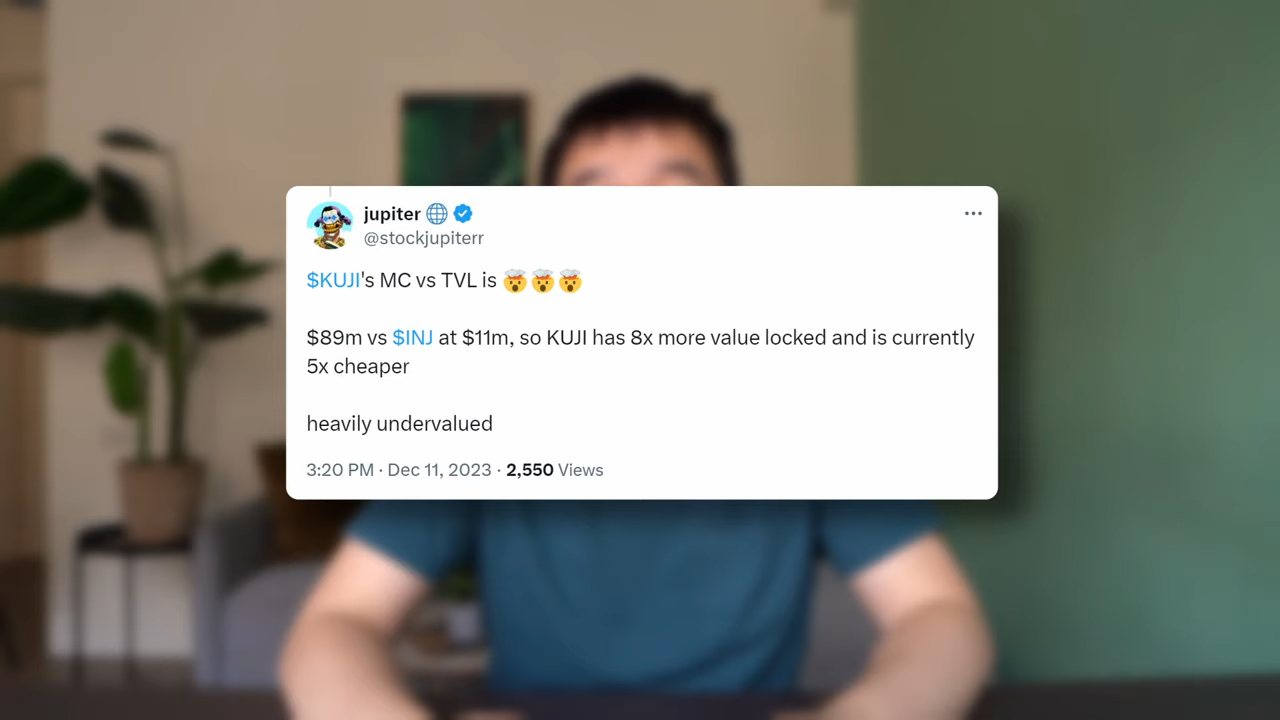 jupiter 🌐
@stockjupiterr
$KUJI's MC vs TVL is 🤯🤯🤯
$89m vs $INJ at $11m, so KUJI has 8x more value locked and is currently
5x cheaper
heavily undervalued
3:20 PM · Dec 11, 2023 · 2,550 Views